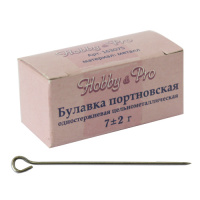 Hobby & Pro
Булавка портновская
одностержневая цельнометаллическая
7±2 г